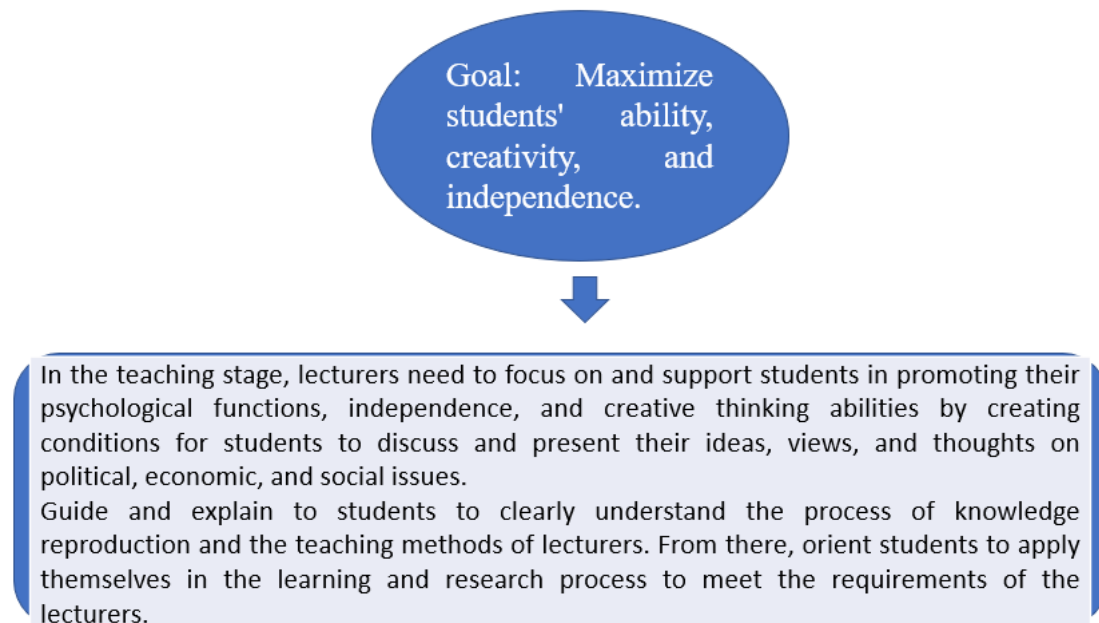 Goal: Maximize
students' ability,
creativity, and
independence.
In the teaching stage, lecturers need to focus on and support students in promoting their
psychological functions, independence, and creative thinking abilities by creating
conditions for students to discuss and present their ideas, views, and thoughts on
political, economic, and social issues.
Guide and explain to students to clearly understand the process of knowledge
reproduction and the teaching methods of lecturers. From there, orient students to apply
themselves in the learning and research process to meet the requirements of the
lecturers.